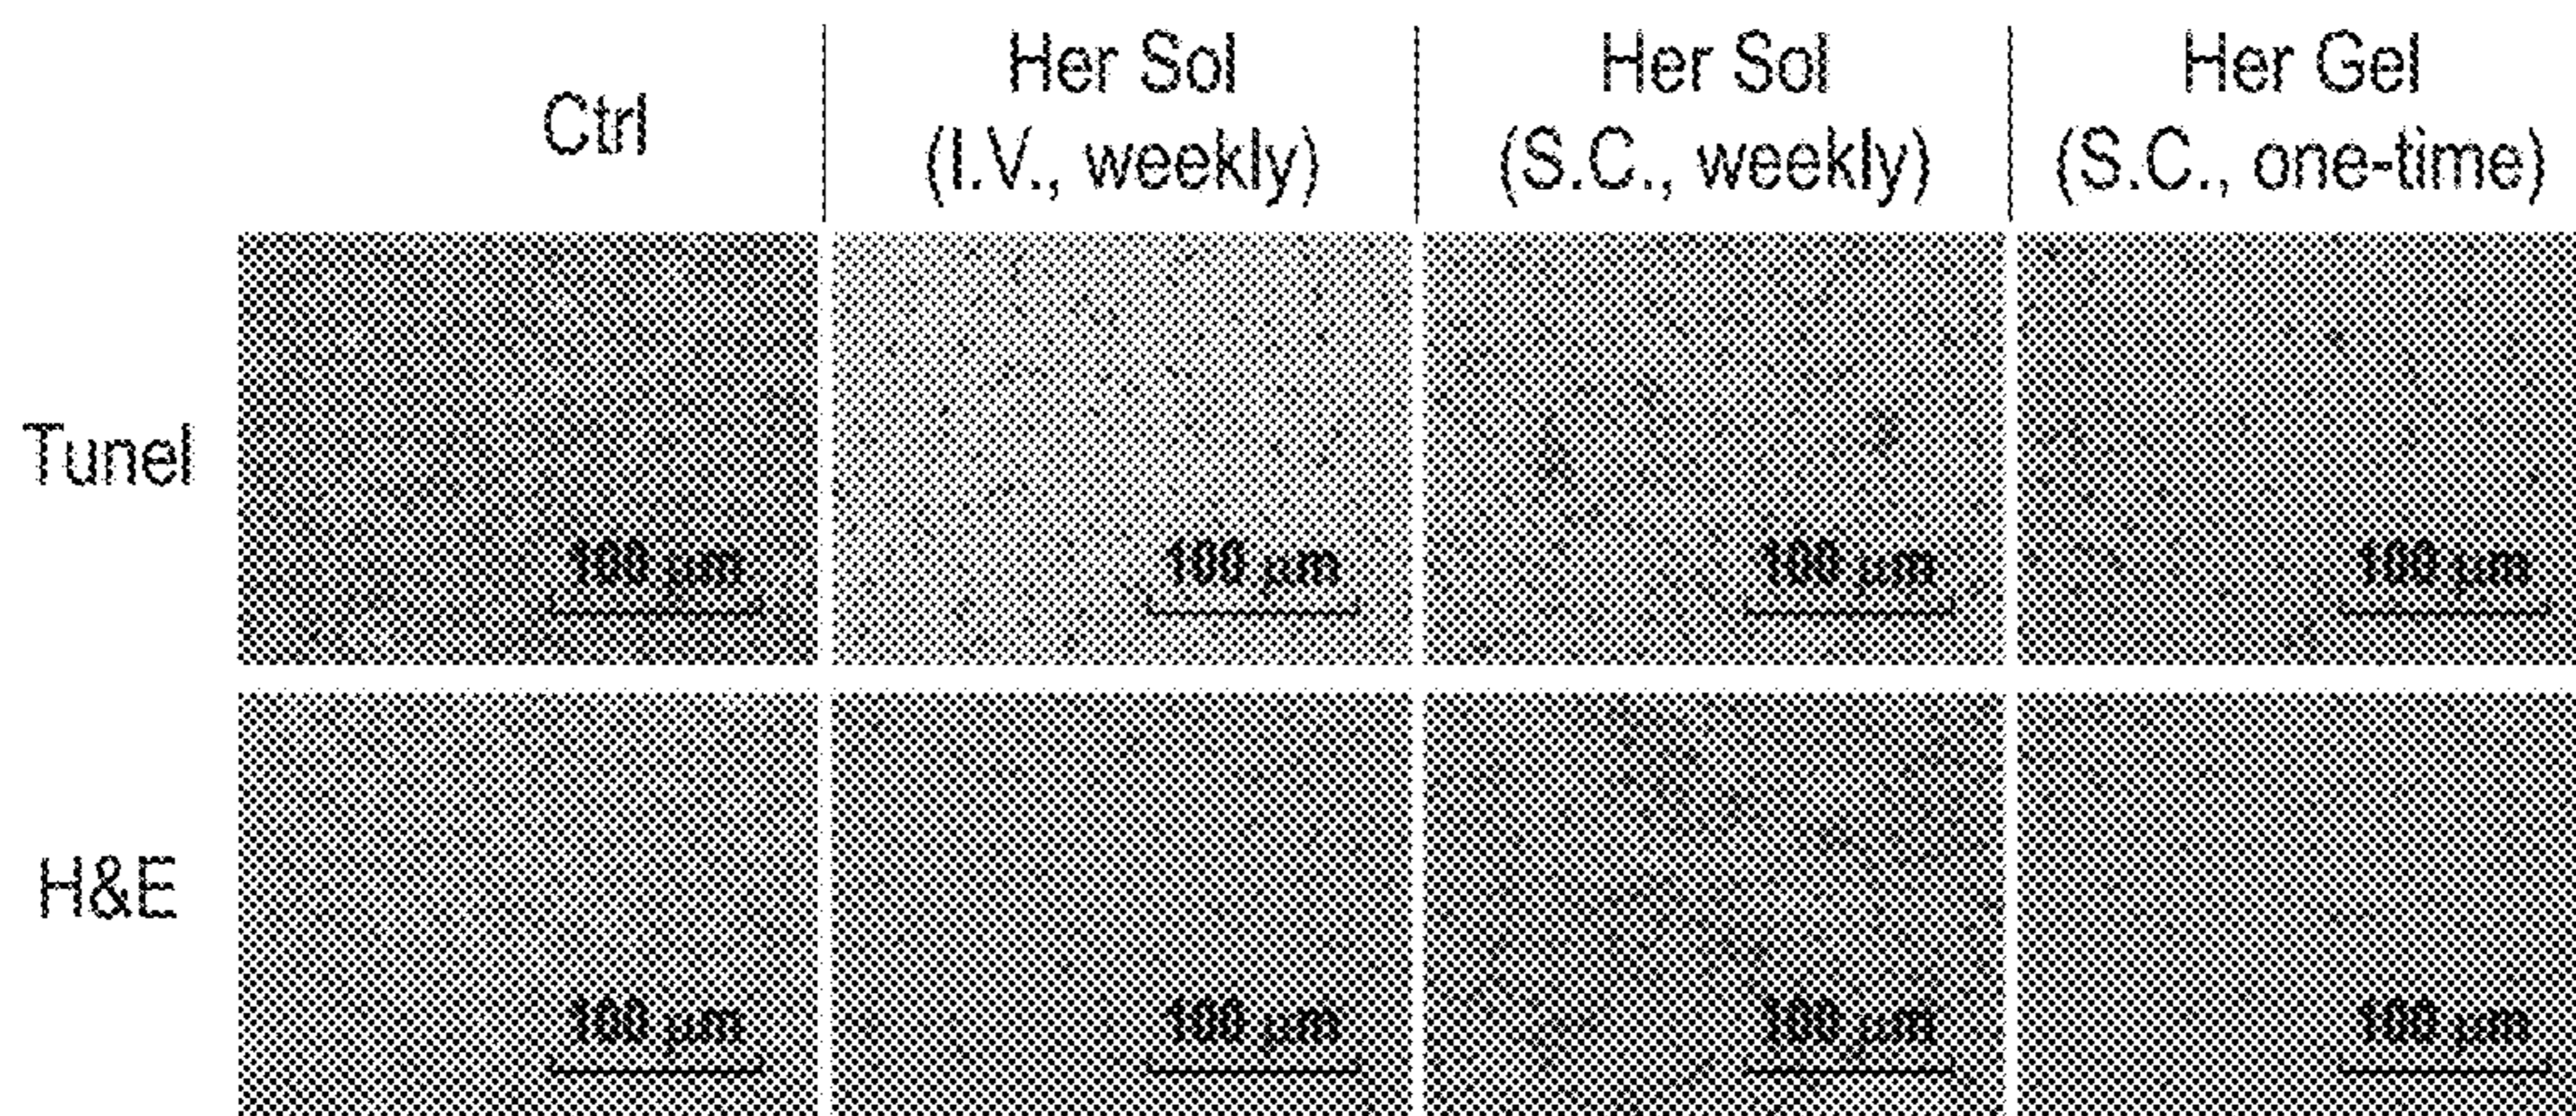 Ctrl
Her Sol
(I.V., weekly)
Her Sol
(S.C., weekly)
Her Gel
(S.C., one-time)
Tunel
100 μm
100 μm
100 μm
100 μm
H&E
100 μm
100 μm
100 μm
100 μm